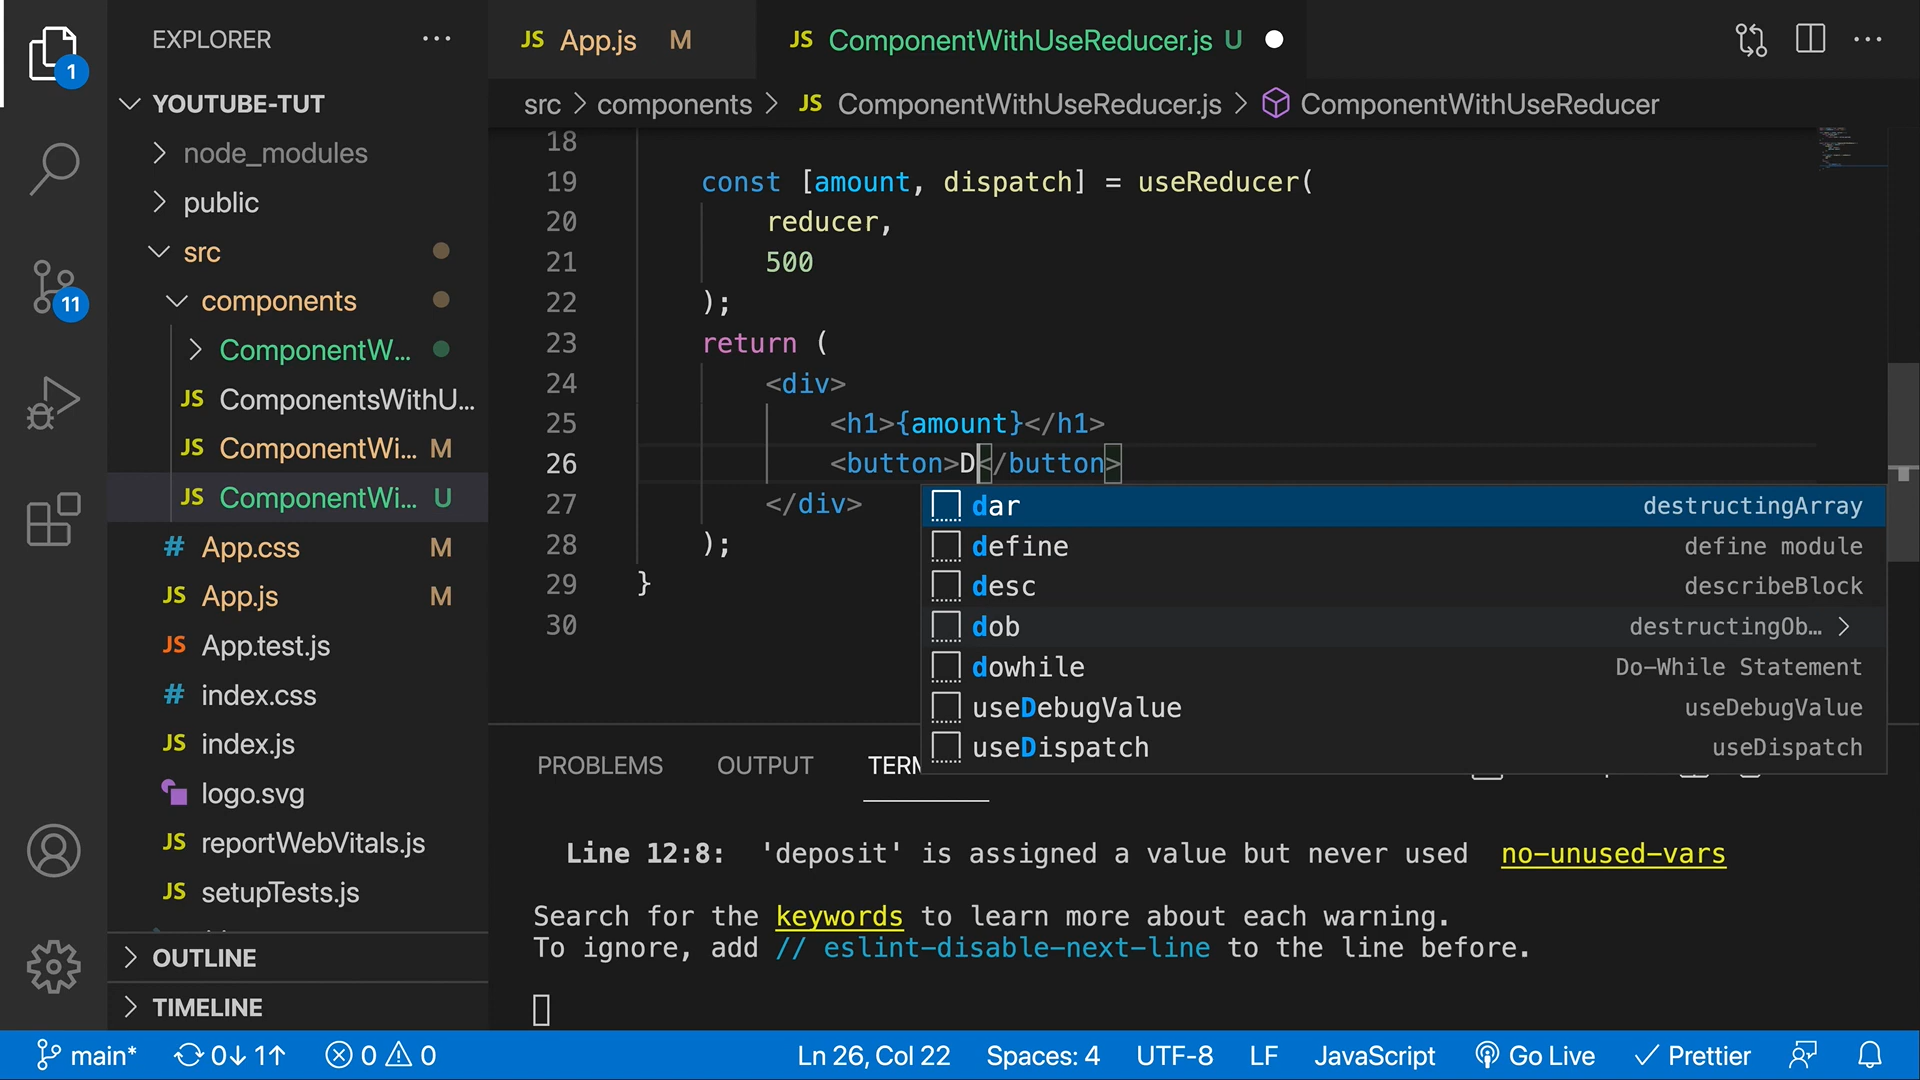 EXPLORER
1
YOUTUBE-TUT
node_modules
public
src
components
ComponentW...
JS ComponentsWithU...
JS ComponentWi... M
JS ComponentWi... U
# App.css M
JS App.js M
JS App.test.js
# index.css
JS index.js
logo.svg
JS reportWebVitals.js
JS setupTests.js
OUTLINE
TIMELINE
11
JS App.js M
JS ComponentWithUseReducer.js U
src > components > JS ComponentWithUseReducer.js > ComponentWithUseReducer
18
19 const [amount, dispatch] = useReducer(
20 reducer,
21 500
22 );
23 return (
24 <div>
25 <h1>{amount}</h1>
26 <button>D</button>
27 </div>
28 );
29 }
30
dar destructingArray
define define module
desc describeBlock
dob destructingOb...
dowhile Do-While Statement
useDebugValue useDebugValue
useDispatch useDispatch
PROBLEMS OUTPUT TERM
Line 12:8: 'deposit' is assigned a value but never used no-unused-vars
Search for the keywords to learn more about each warning.
To ignore, add // eslint-disable-next-line to the line before.
main* 0↓ 1↑ 0 0 Ln 26, Col 22 Spaces: 4 UTF-8 LF JavaScript Go Live Prettier